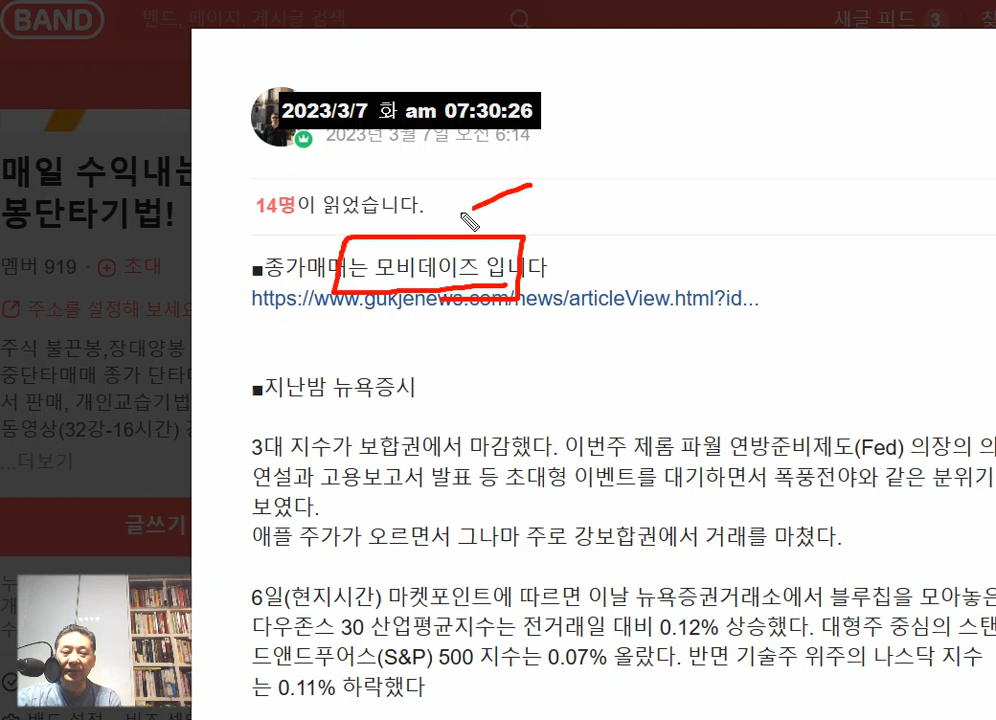 BAND
밴드, 페이지, 게시글 검색
새글 피드 3
2023/3/7 화 am 07:30:26
2023년 3월 7일 오전 6:14
매일 수익내는
봉단타기법!
멤버 919 · 초대
주소를 설정해 보세요
주식 불끈봉,장대양봉
중단타매매 종가 단타
서 판매, 개인교습기법
동영상(32강-16시간)
...더보기
글쓰기
14명이 읽었습니다.
■종가매매는 모비데이즈 입니다
https://www.gukjenews.com/news/articleView.html?id...
■지난밤 뉴욕증시
3대 지수가 보합권에서 마감했다. 이번주 제롬 파월 연방준비제도(Fed) 의장의 의
연설과 고용보고서 발표 등 초대형 이벤트를 대기하면서 폭풍전야와 같은 분위기
보였다.
애플 주가가 오르면서 그나마 주로 강보합권에서 거래를 마쳤다.
6일(현지시간) 마켓포인트에 따르면 이날 뉴욕증권거래소에서 블루칩을 모아놓은
다우존스 30 산업평균지수는 전거래일 대비 0.12% 상승했다. 대형주 중심의 스탠
드앤드푸어스(S&P) 500 지수는 0.07% 올랐다. 반면 기술주 위주의 나스닥 지수
는 0.11% 하락했다